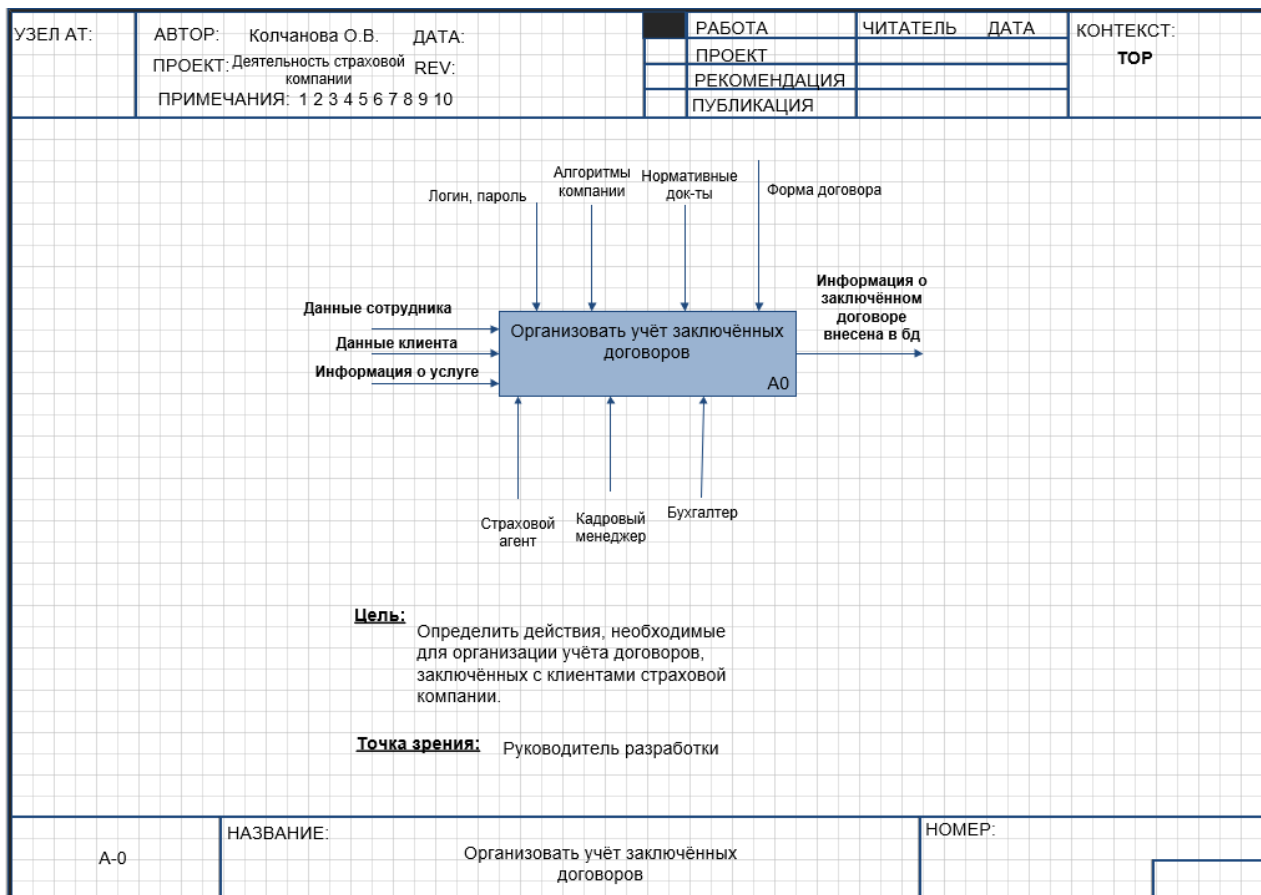 УЗЕЛ АТ:
АВТОР: Колчанова О.В. ДАТА:
ПРОЕКТ: Деятельность страховой
компании
REV:
ПРИМЕЧАНИЯ: 1 2 3 4 5 6 7 8 9 10
РАБОТА
ПРОЕКТ
РЕКОМЕНДАЦИЯ
ПУБЛИКАЦИЯ
ЧИТАТЕЛЬ ДАТА
КОНТЕКСТ:
TOP
Логин, пароль
Алгоритмы
компании
Нормативные
док-ты
Форма договора
Данные сотрудника
Данные клиента
Информация о услуге
Организовать учёт заключённых
договоров
A0
Информация о
заключённом
договоре
внесена в бд
Страховой
агент
Кадровый
менеджер
Бухгалтер
Цель:
Определить действия, необходимые
для организации учёта договоров,
заключённых с клиентами страховой
компании.
Точка зрения: Руководитель разработки
A-0
НАЗВАНИЕ:
Организовать учёт заключённых
договоров
НОМЕР: